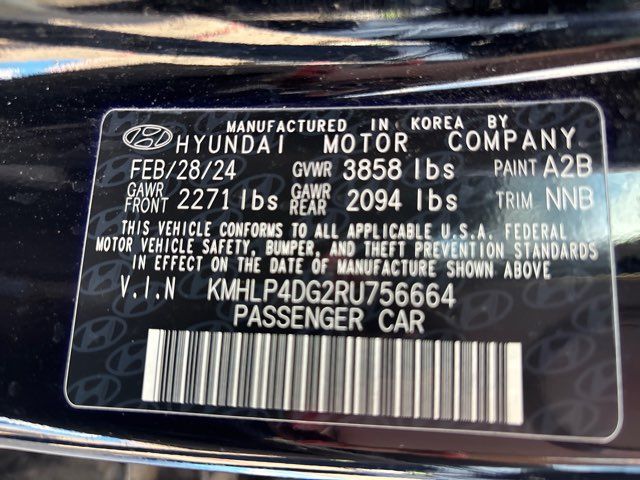 MANUFACTURED IN KOREA BY
HYUNDAI MOTOR COMPANY
FEB/28/24 GVWR 3858 lbs PAINT A2B
GAWR FRONT 2271 lbs GAWR REAR 2094 lbs TRIM NNB
THIS VEHICLE CONFORMS TO ALL APPLICABLE U.S.A. FEDERAL
MOTOR VEHICLE SAFETY, BUMPER, AND THEFT PREVENTION STANDARDS
IN EFFECT ON THE DATE OF MANUFACTURE SHOWN ABOVE
V.I.N KMHLP4DG2RU756664
PASSENGER CAR